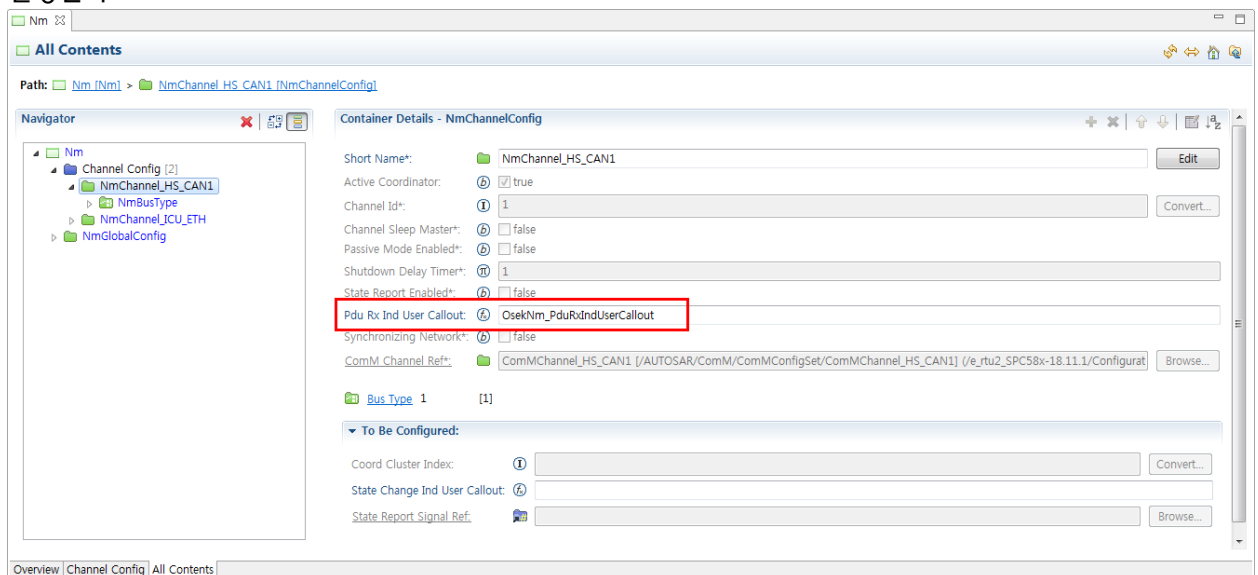 Nm
All Contents
Path: Nm [Nm] > NmChannel_HS_CAN1 [NmChannelConfig]
Navigator
Nm
Channel Config [2]
NmChannel_HS_CAN1
NmBusType
NmChannel_ICU_ETH
NmGlobalConfig
Container Details - NmChannelConfig
Short Name*: NmChannel_HS_CAN1 Edit
Active Coordinator: true
Channel Id*: 1 Convert...
Channel Sleep Master*: false
Passive Mode Enabled*: false
Shutdown Delay Timer*: 1
State Report Enabled*: false
Pdu Rx Ind User Callout: OsekNm_PduRxIndUserCallout
Synchronizing Network*: false
ComM Channel Ref*: ComMChannel_HS_CAN1 [/AUTOSAR/ComM/ComMConfigSet/ComMChannel_HS_CAN1] (/e_rtu2_SPC58x-18.11.1/Configurat Browse...
Bus Type 1 [1]
To Be Configured:
Coord Cluster Index: Convert...
State Change Ind User Callout:
State Report Signal Ref: Browse...
Overview Channel Config All Contents